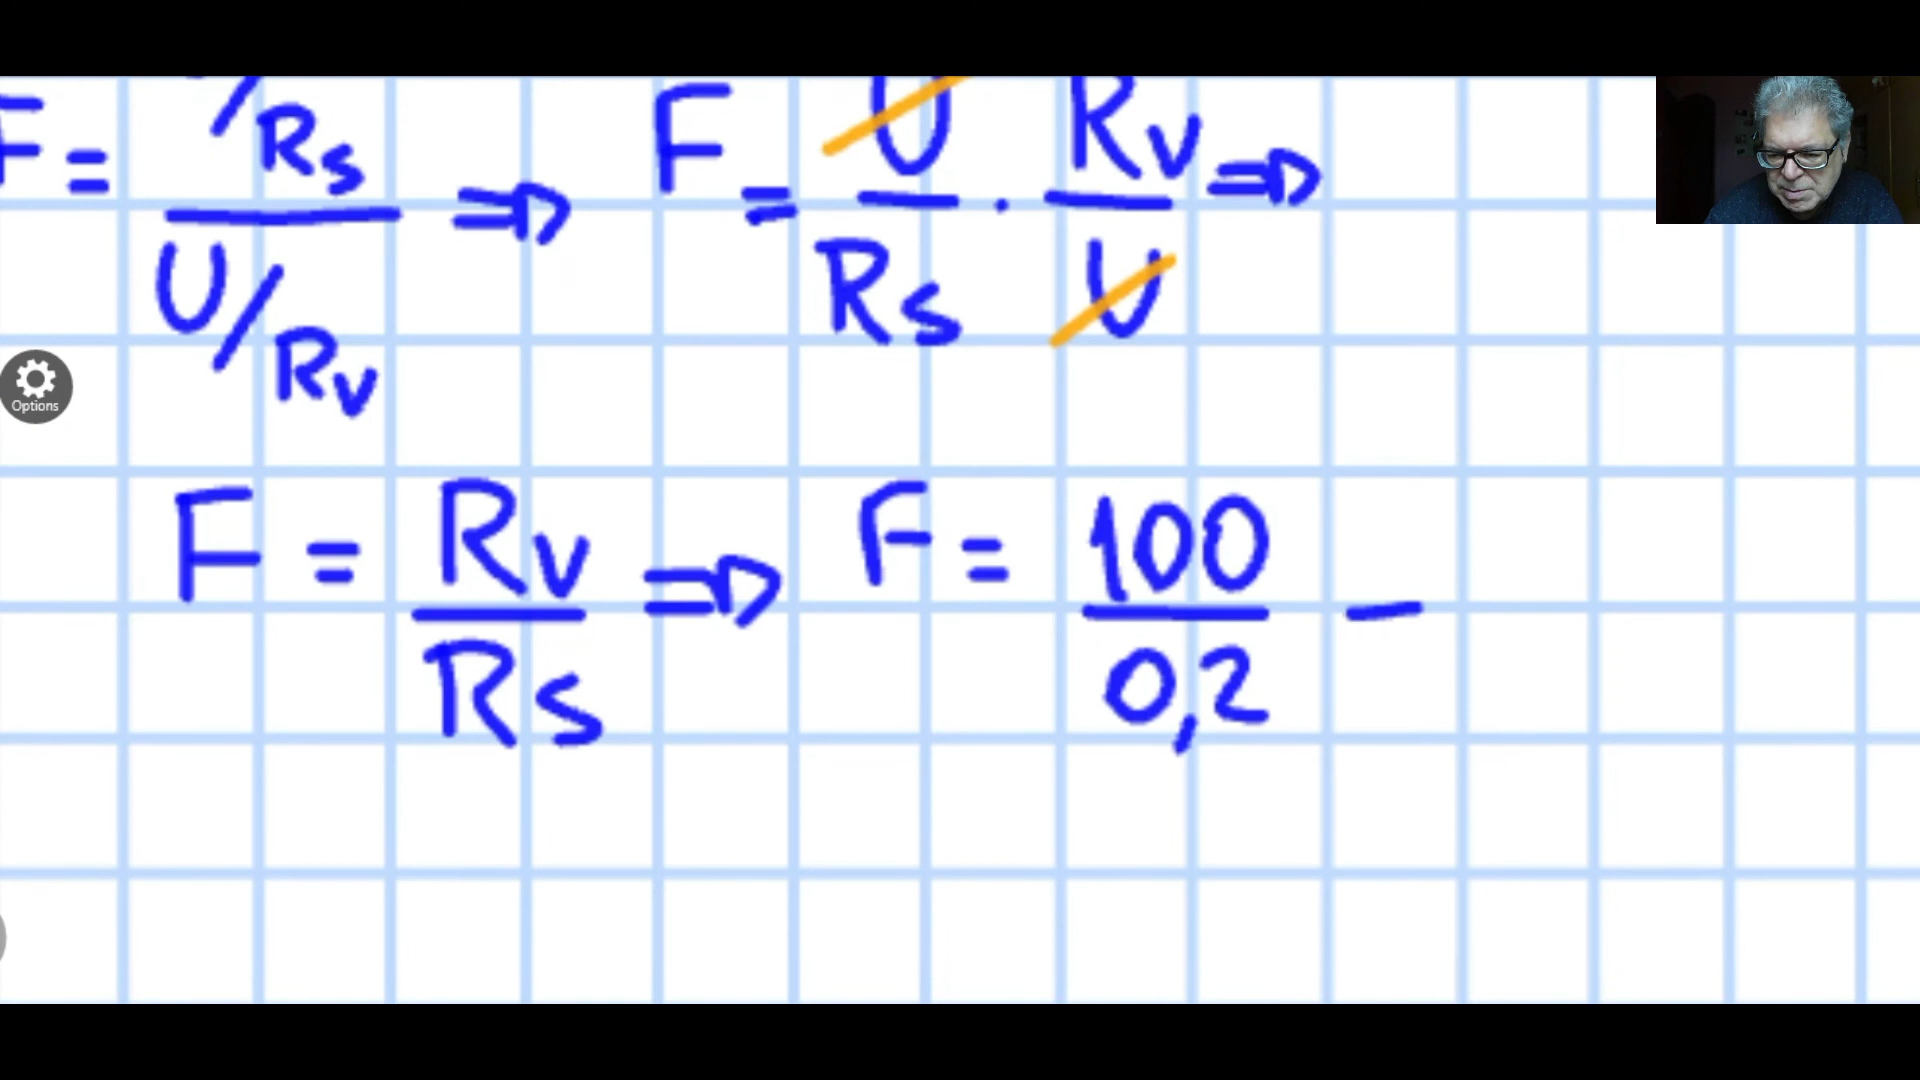 F = /Rs / U/Rv ⇒ F = U/Rs · Rv/U ⇒
Options
F = Rv/Rs ⇒ F = 100/0,2 –